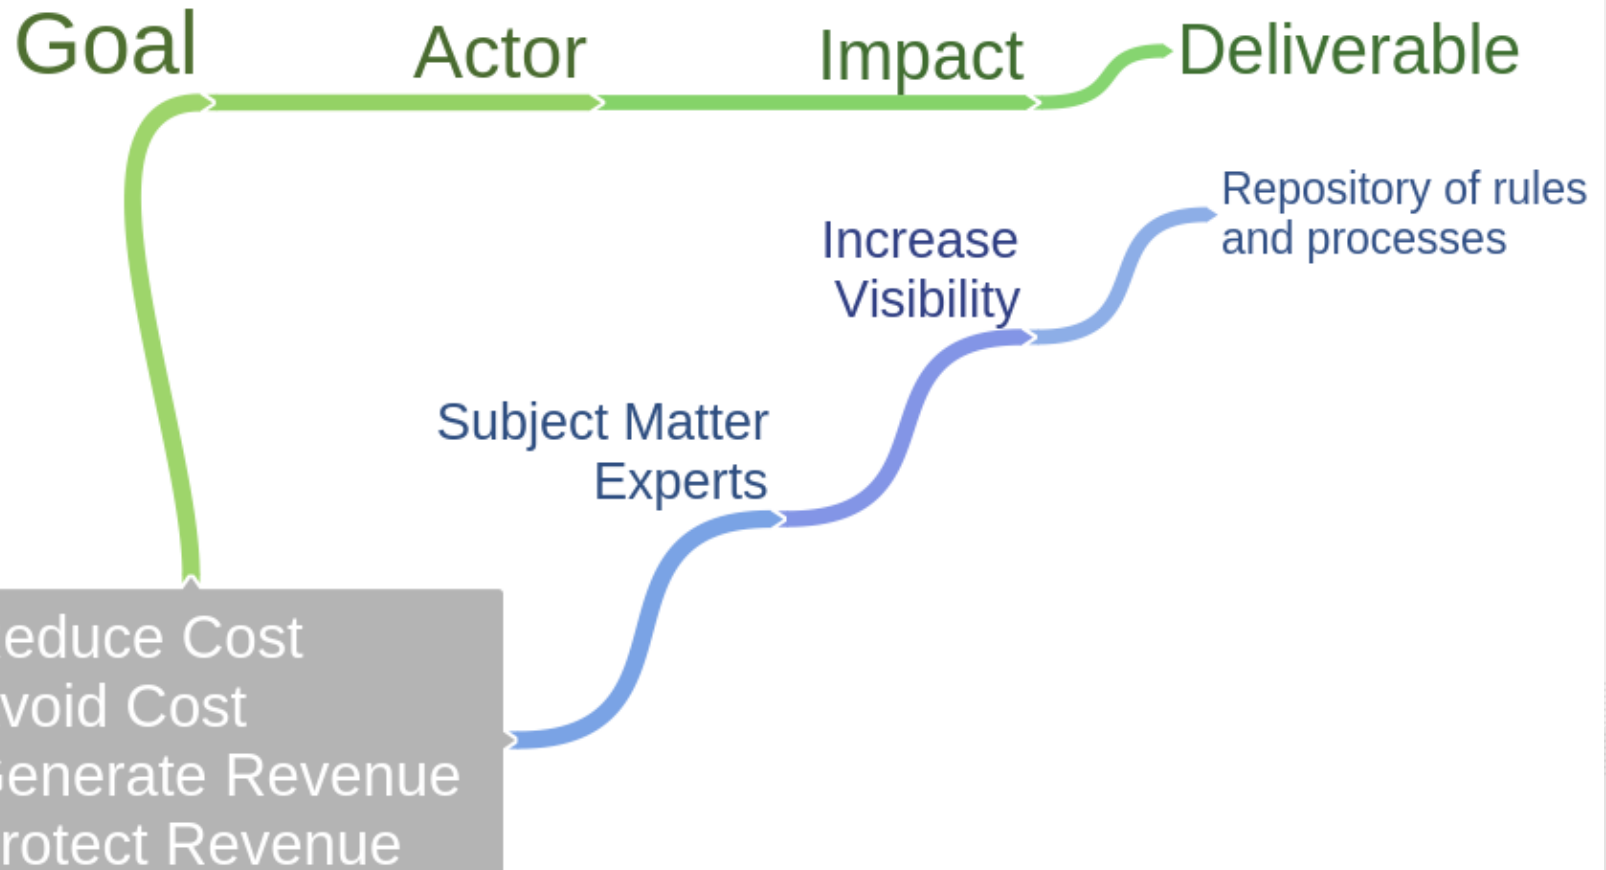 Goal Actor Impact Deliverable
Repository of rules
and processes
Increase
Visibility
Subject Matter
Experts
educe Cost
void Cost
Generate Revenue
rotect Revenue